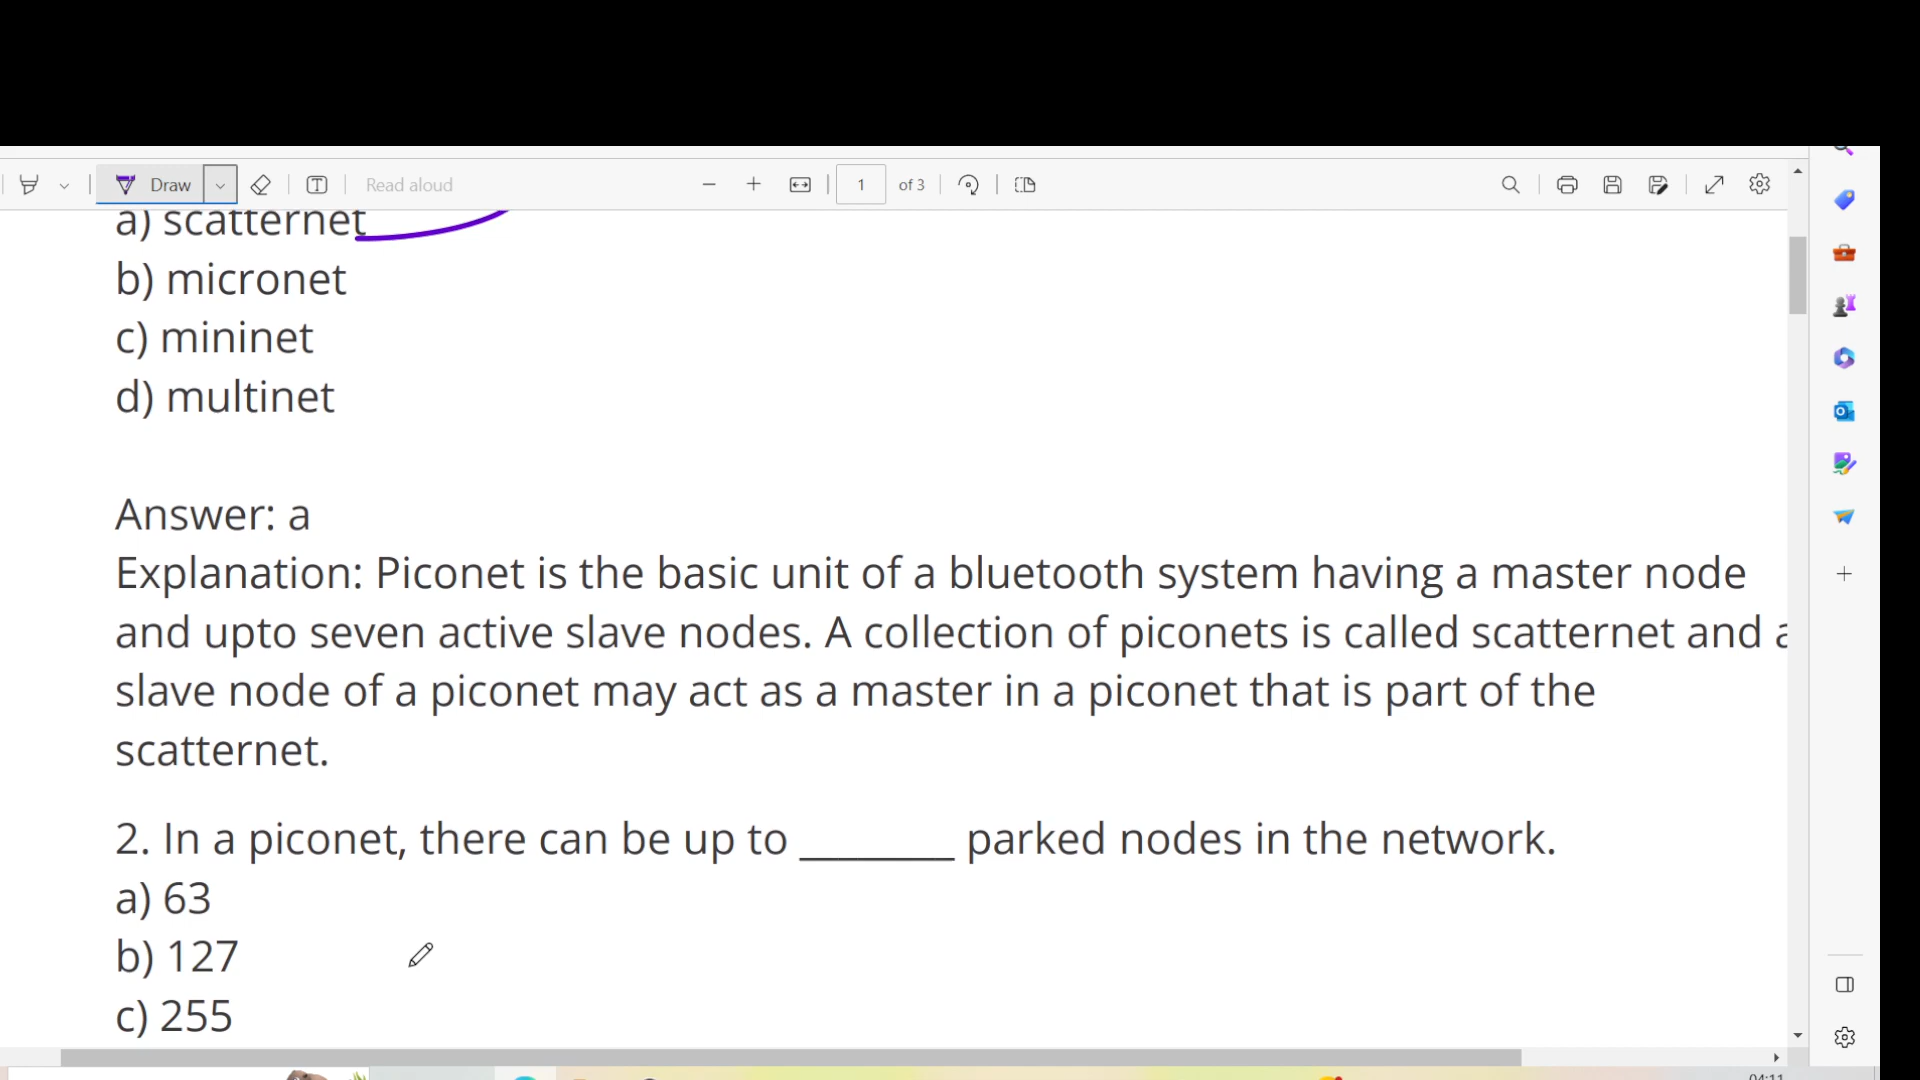 Draw
Read aloud
1 of 3
a) scatternet
b) micronet
c) mininet
d) multinet
Answer: a
Explanation: Piconet is the basic unit of a bluetooth system having a master node
and upto seven active slave nodes. A collection of piconets is called scatternet and a
slave node of a piconet may act as a master in a piconet that is part of the
scatternet.
2. In a piconet, there can be up to ________ parked nodes in the network.
a) 63
b) 127
c) 255
04:11